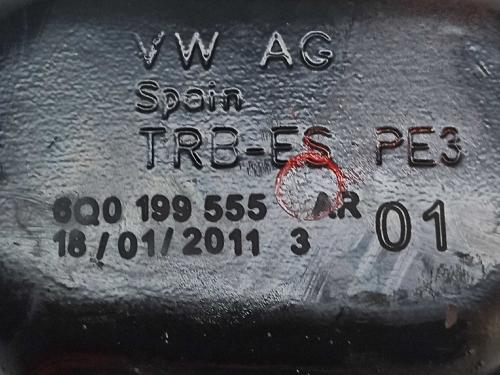 VW AG
Spain
TRB-ES PE3
6Q0 199 555 AR 01
18/01/2011 3